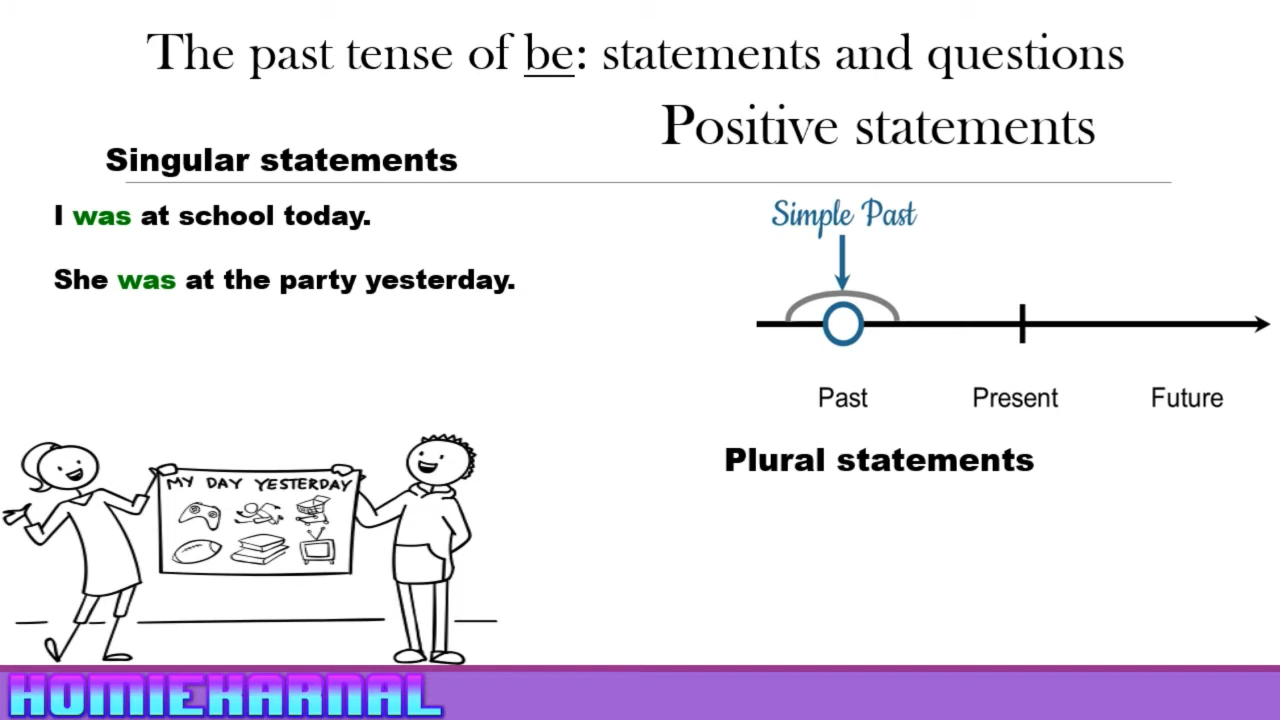 The past tense of be: statements and questions
Positive statements
Singular statements
I was at school today.
She was at the party yesterday.
Simple Past
Past Present Future
Plural statements
MY DAY YESTERDAY
HOMIEKARNAL